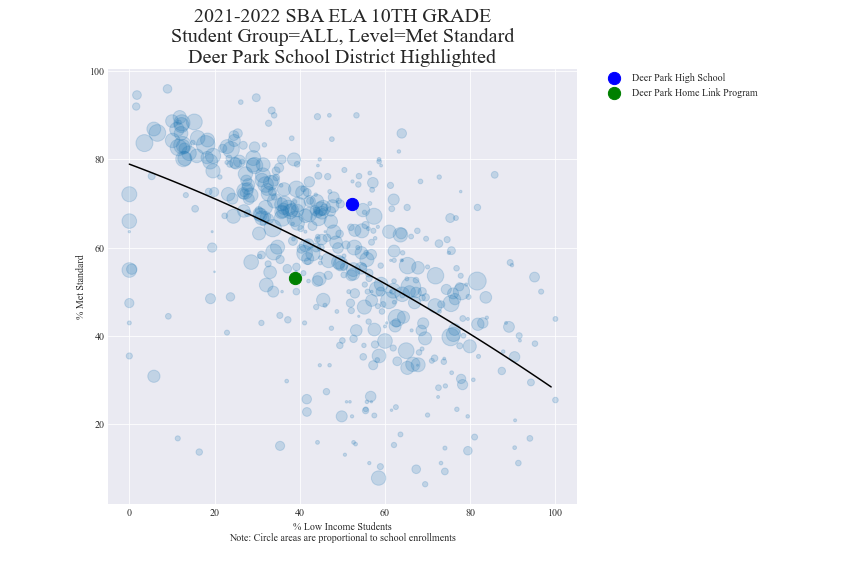 2021-2022 SBA ELA 10TH GRADE
Student Group=ALL, Level=Met Standard
Deer Park School District Highlighted
Deer Park High School
Deer Park Home Link Program
100
80
60
40
20
% Met Standard
0 20 40 60 80 100
% Low Income Students
Note: Circle areas are proportional to school enrollments